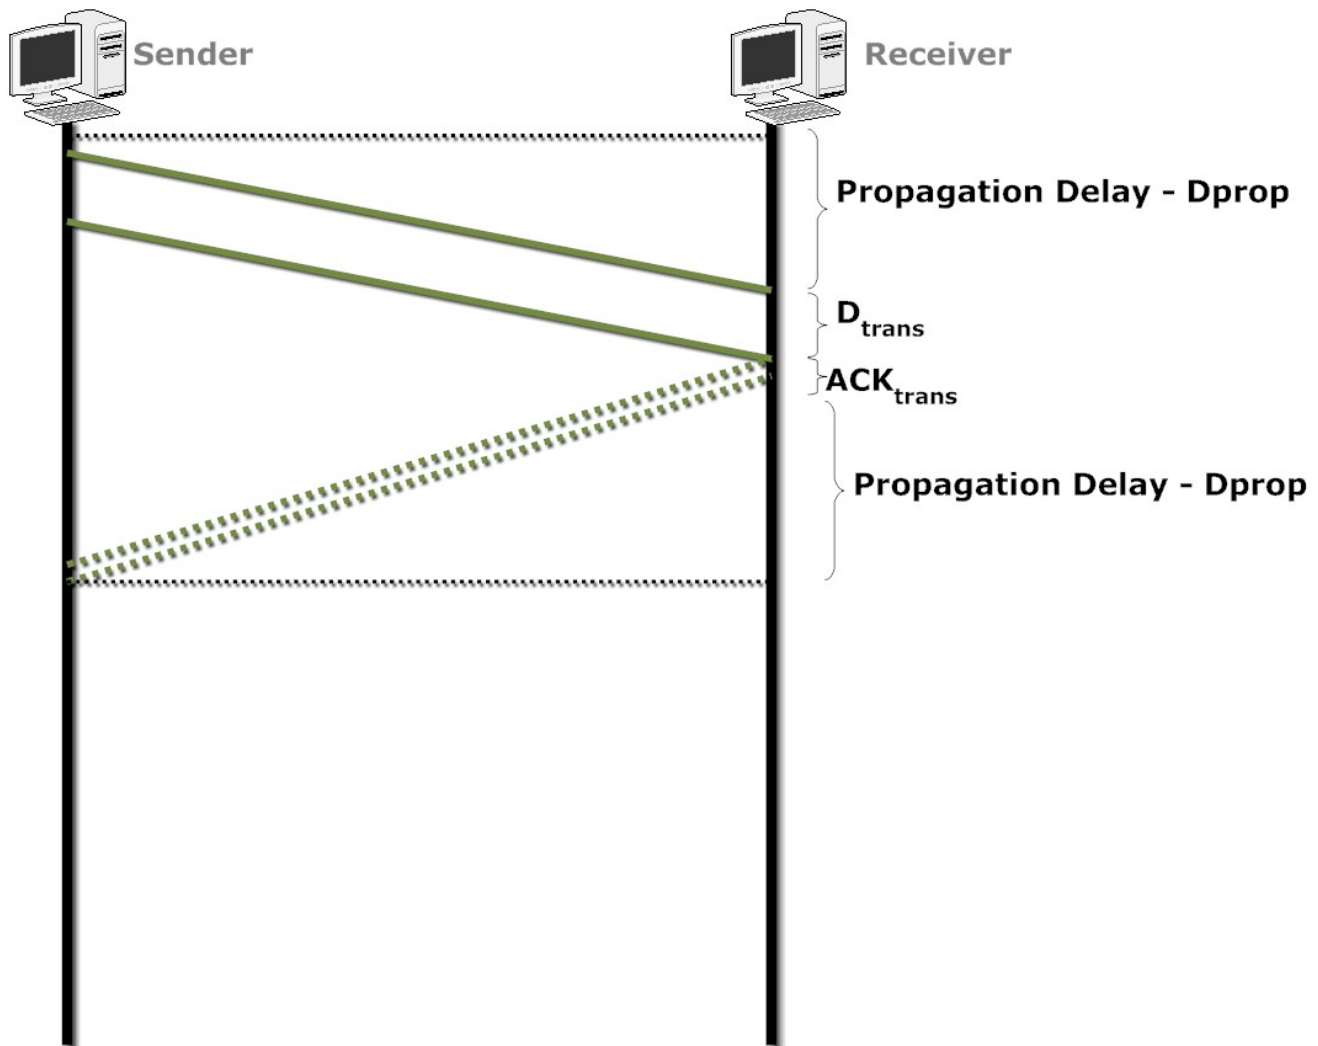 Sender
Receiver
Propagation Delay - Dprop
Dtrans
ACKtrans
Propagation Delay - Dprop